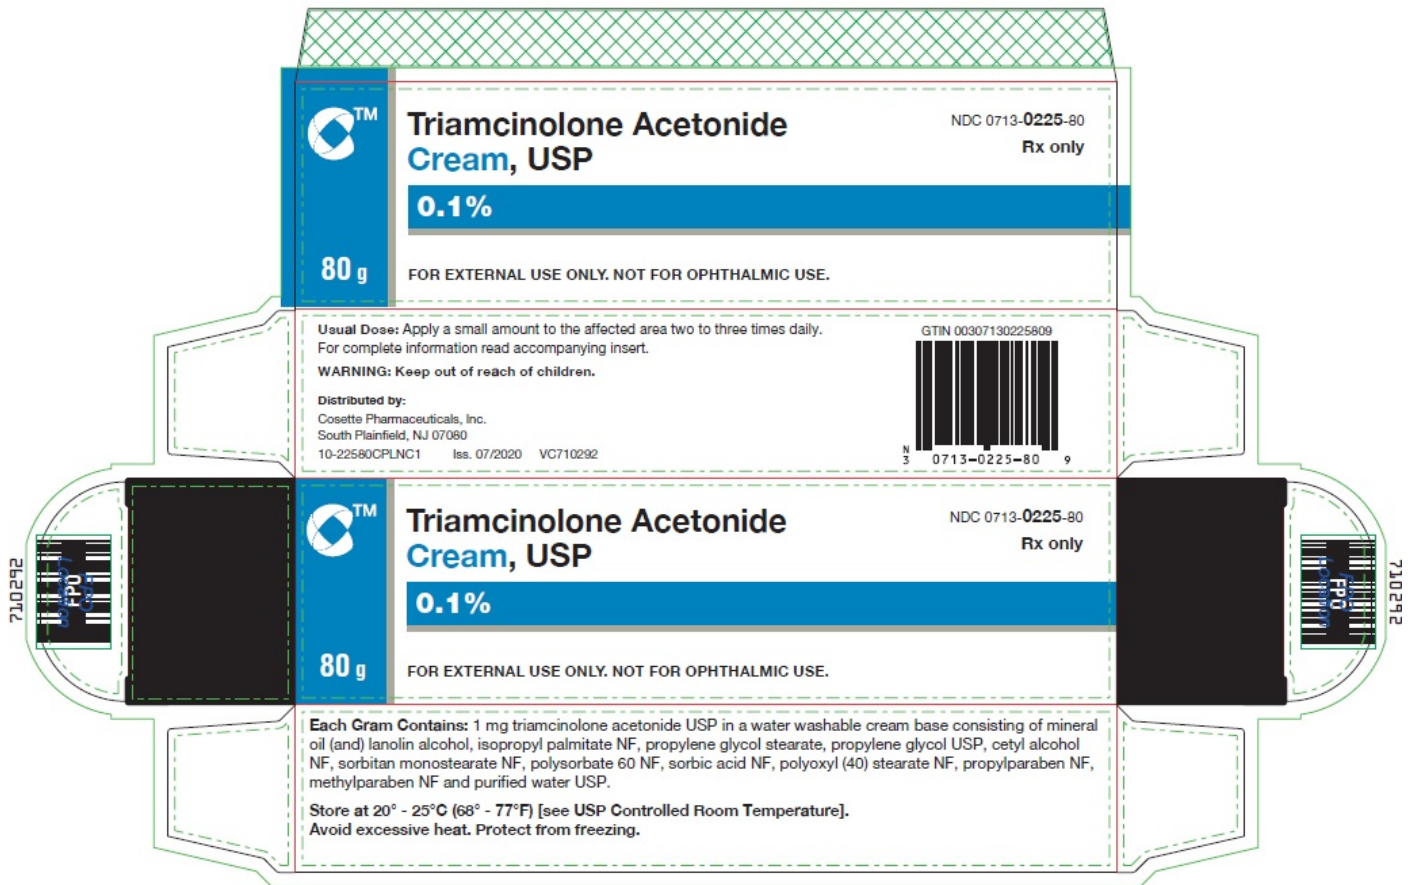 TM
Triamcinolone Acetonide
Cream, USP
NDC 0713-0225-80
Rx only
0.1%
80 g
FOR EXTERNAL USE ONLY. NOT FOR OPHTHALMIC USE.
Usual Dose: Apply a small amount to the affected area two to three times daily.
For complete information read accompanying insert.
WARNING: Keep out of reach of children.
Distributed by:
Cosette Pharmaceuticals, Inc.
South Plainfield, NJ 07080
10-22580CPLNC1 Iss. 07/2020 VC710292
GTIN 00307130225809
N
3 0713-0225-80 9
TM
Triamcinolone Acetonide
Cream, USP
NDC 0713-0225-80
Rx only
0.1%
80 g
FOR EXTERNAL USE ONLY. NOT FOR OPHTHALMIC USE.
710292
FPO
FPO
710292
Each Gram Contains: 1 mg triamcinolone acetonide USP in a water washable cream base consisting of mineral
oil (and) lanolin alcohol, isopropyl palmitate NF, propylene glycol stearate, propylene glycol USP, cetyl alcohol
NF, sorbitan monostearate NF, polysorbate 60 NF, sorbic acid NF, polyoxyl (40) stearate NF, propylparaben NF,
methylparaben NF and purified water USP.
Store at 20° - 25°C (68° - 77°F) [see USP Controlled Room Temperature].
Avoid excessive heat. Protect from freezing.